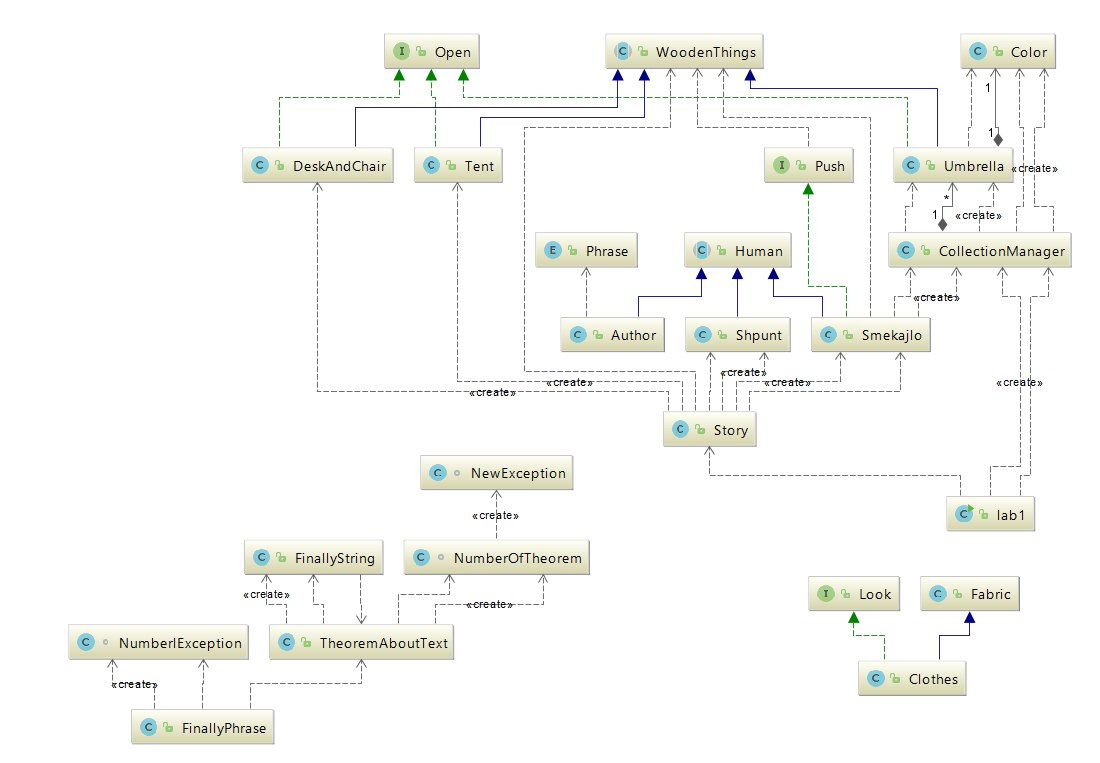 I Open
C WoodenThings
C Color
1
1
C DeskAndChair
C Tent
I Push
C Umbrella
«create»
*
1
«create»
E Phrase
C Human
C CollectionManager
«create»
C Author
C Shpunt
C Smekajlo
«create»
«create»
«create»
«create»
«create»
C Story
C NewException
«create»
C lab1
C FinallyString
C NumberOfTheorem
«create»
«create»
I Look
C Fabric
C NumberIException
C TheoremAboutText
«create»
C Clothes
C FinallyPhrase